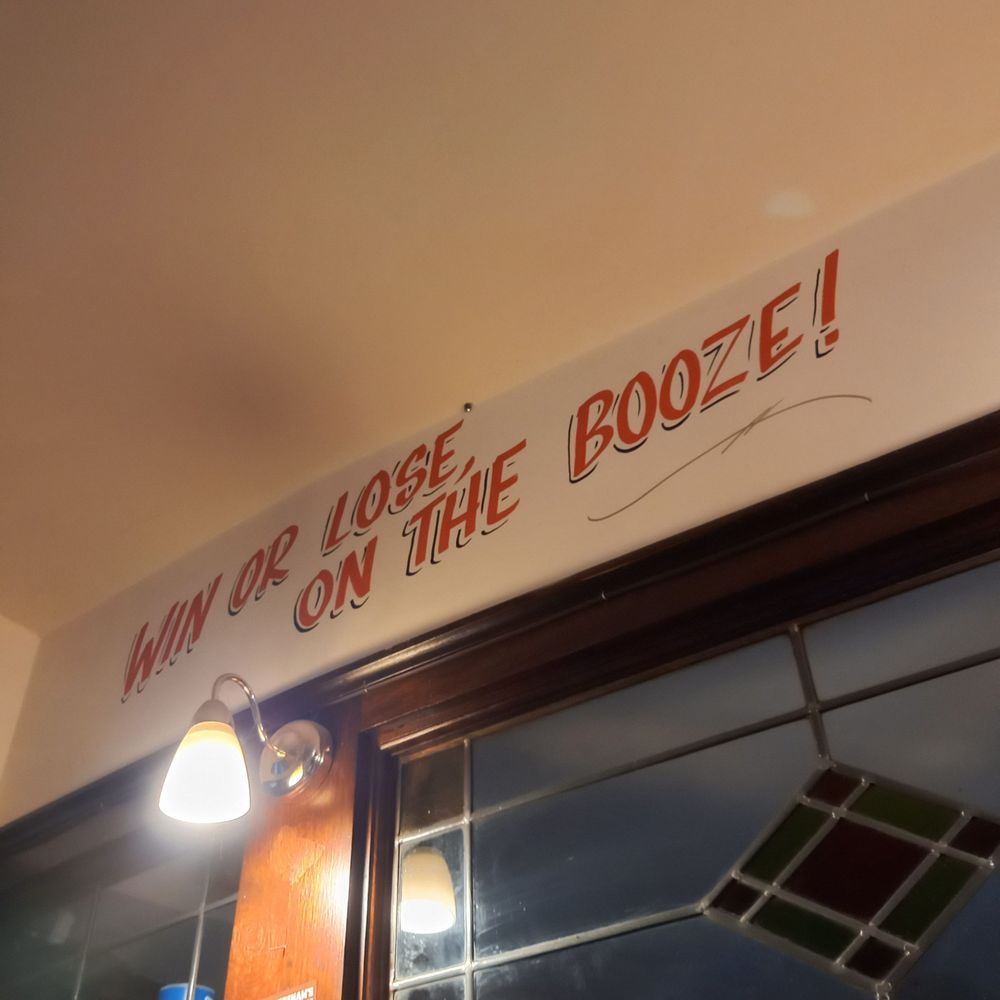 WIN OR LOSE,
ON THE BOOZE!